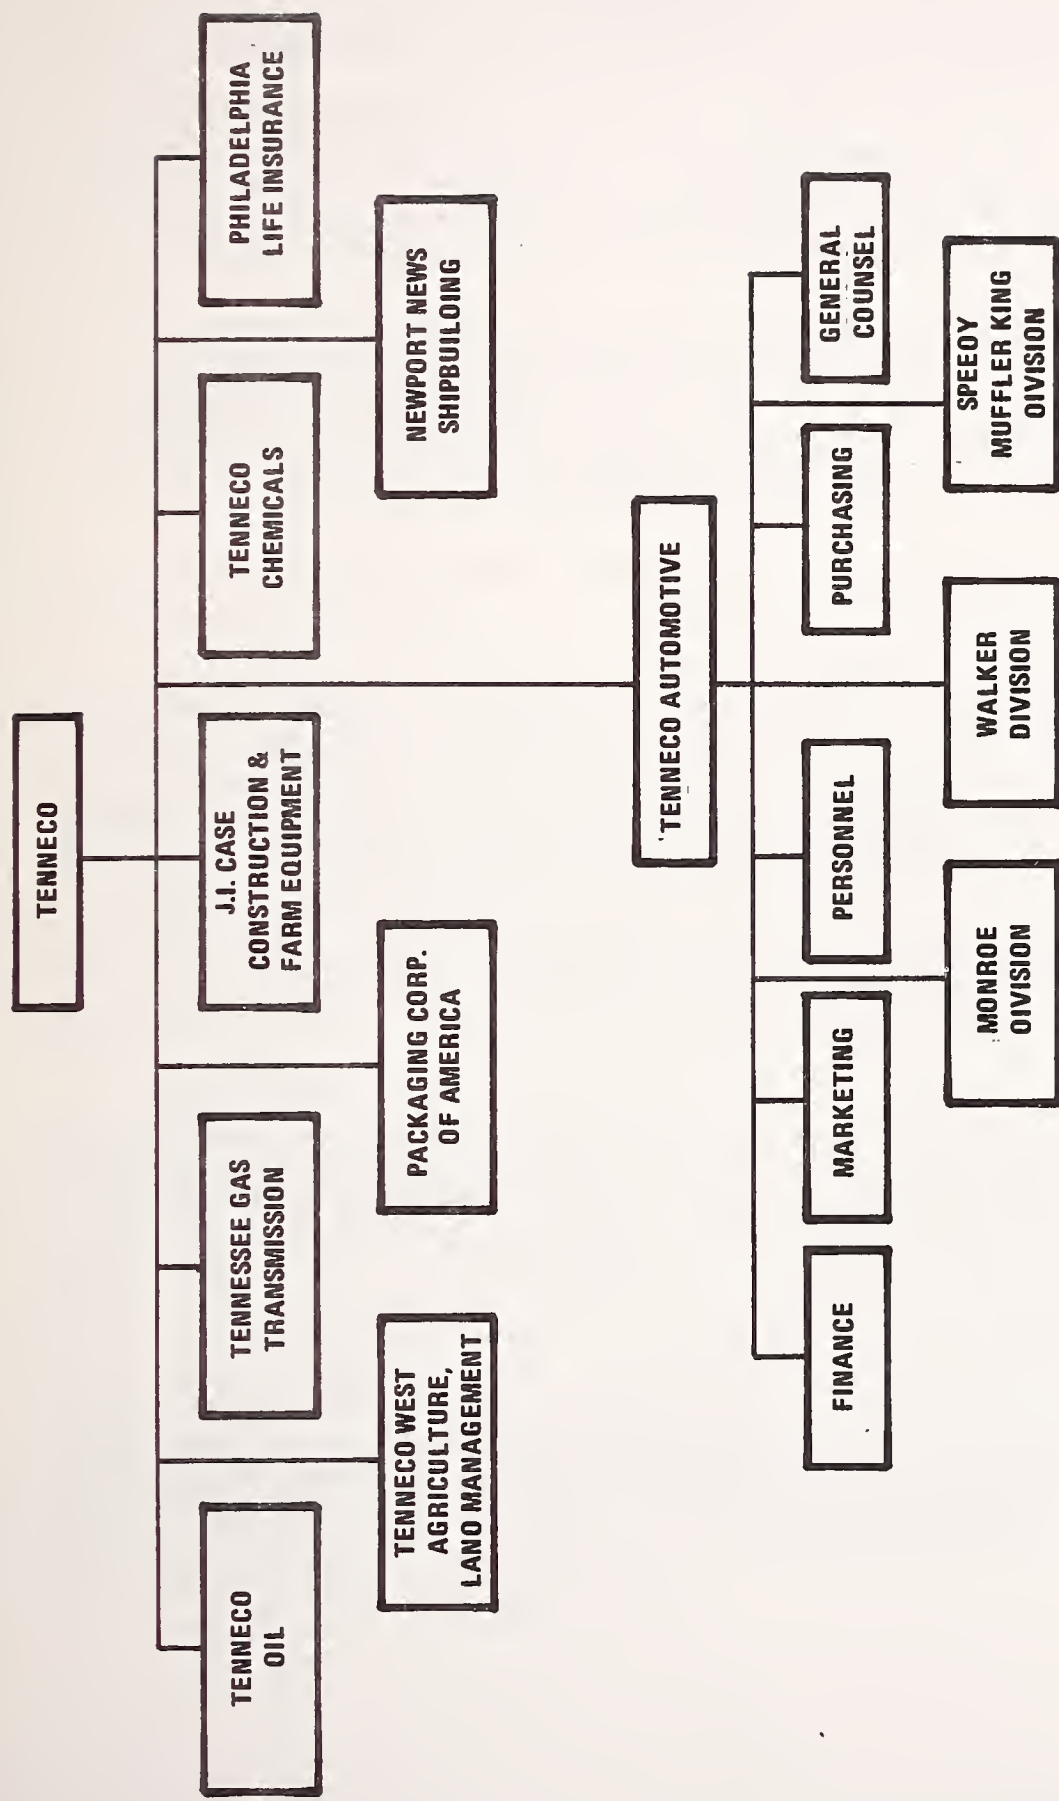 TENNECO
TENNECO
OIL
TENNESSEE GAS
TRANSMISSION
J.I. CASE
CONSTRUCTION &
FARM EQUIPMENT
TENNECO
CHEMICALS
PHILADELPHIA
LIFE INSURANCE
TENNECO WEST
AGRICULTURE,
LANO MANAGEMENT
PACKAGING CORP.
OF AMERICA
NEWPORT NEWS
SHIPBUILOING
TENNECO AUTOMOTIVE
FINANCE
MARKETING
PERSONNEL
PURCHASING
GENERAL
COUNSEL
MONROE
OIVISION
WALKER
DIVISION
SPEEOY
MUFFLER KING
OIVISION